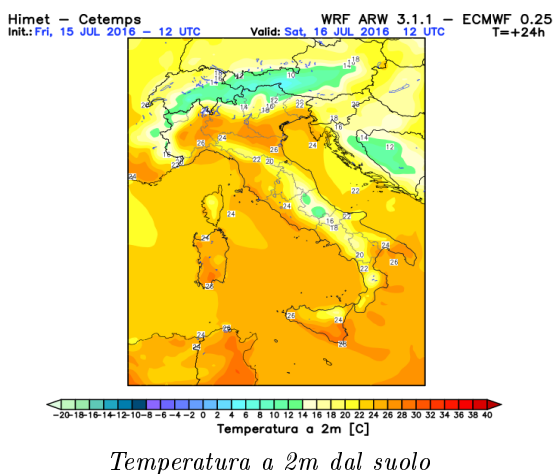 Himet – Cetemps WRF ARW 3.1.1 – ECMWF 0.25
Init.: Fri, 15 JUL 2016 – 12 UTC Valid: Sat, 16 JUL 2016 12 UTC T=+24h
-20-18-16-14-12-10-8 -6 -4 -2 0 2 4 6 8 10 12 14 16 18 20 22 24 26 28 30 32 34 36 38 40
Temperatura a 2m [C]
Temperatura a 2m dal suolo